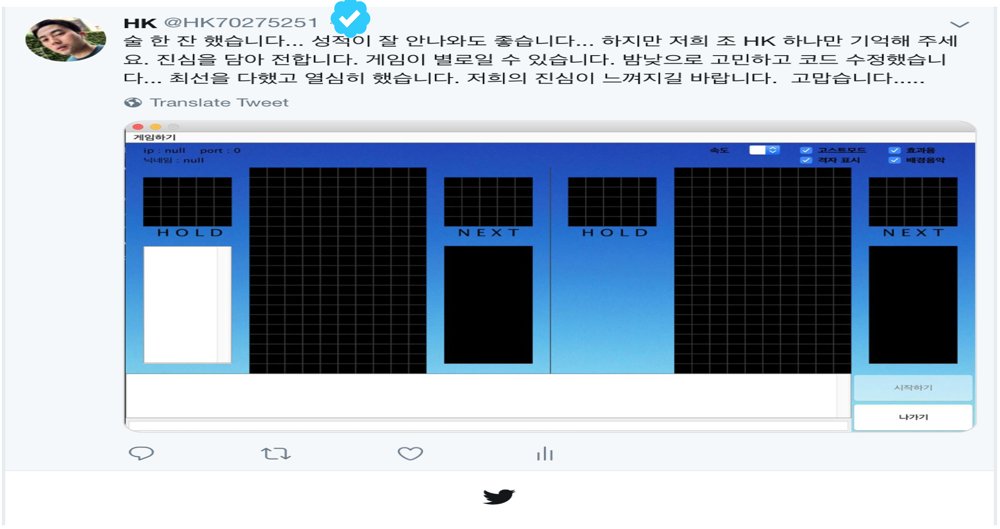 HK @HK70275251
술 한 잔 했습니다... 성적이 잘 안나와도 좋습니다... 하지만 저희 조 HK 하나만 기억해 주세
요. 진심을 담아 전합니다. 게임이 별로일 수 있습니다. 밤낮으로 고민하고 코드 수정했습니
다... 최선을 다했고 열심히 했습니다. 저희의 진심이 느껴지길 바랍니다. 고맙습니다.....
Translate Tweet
게임하기
ip : null port : 0
속도
고스트모드
효과음
닉네임 : null
격자 표시
배경음악
HOLD
NEXT
HOLD
NEXT
시작하기
나가기